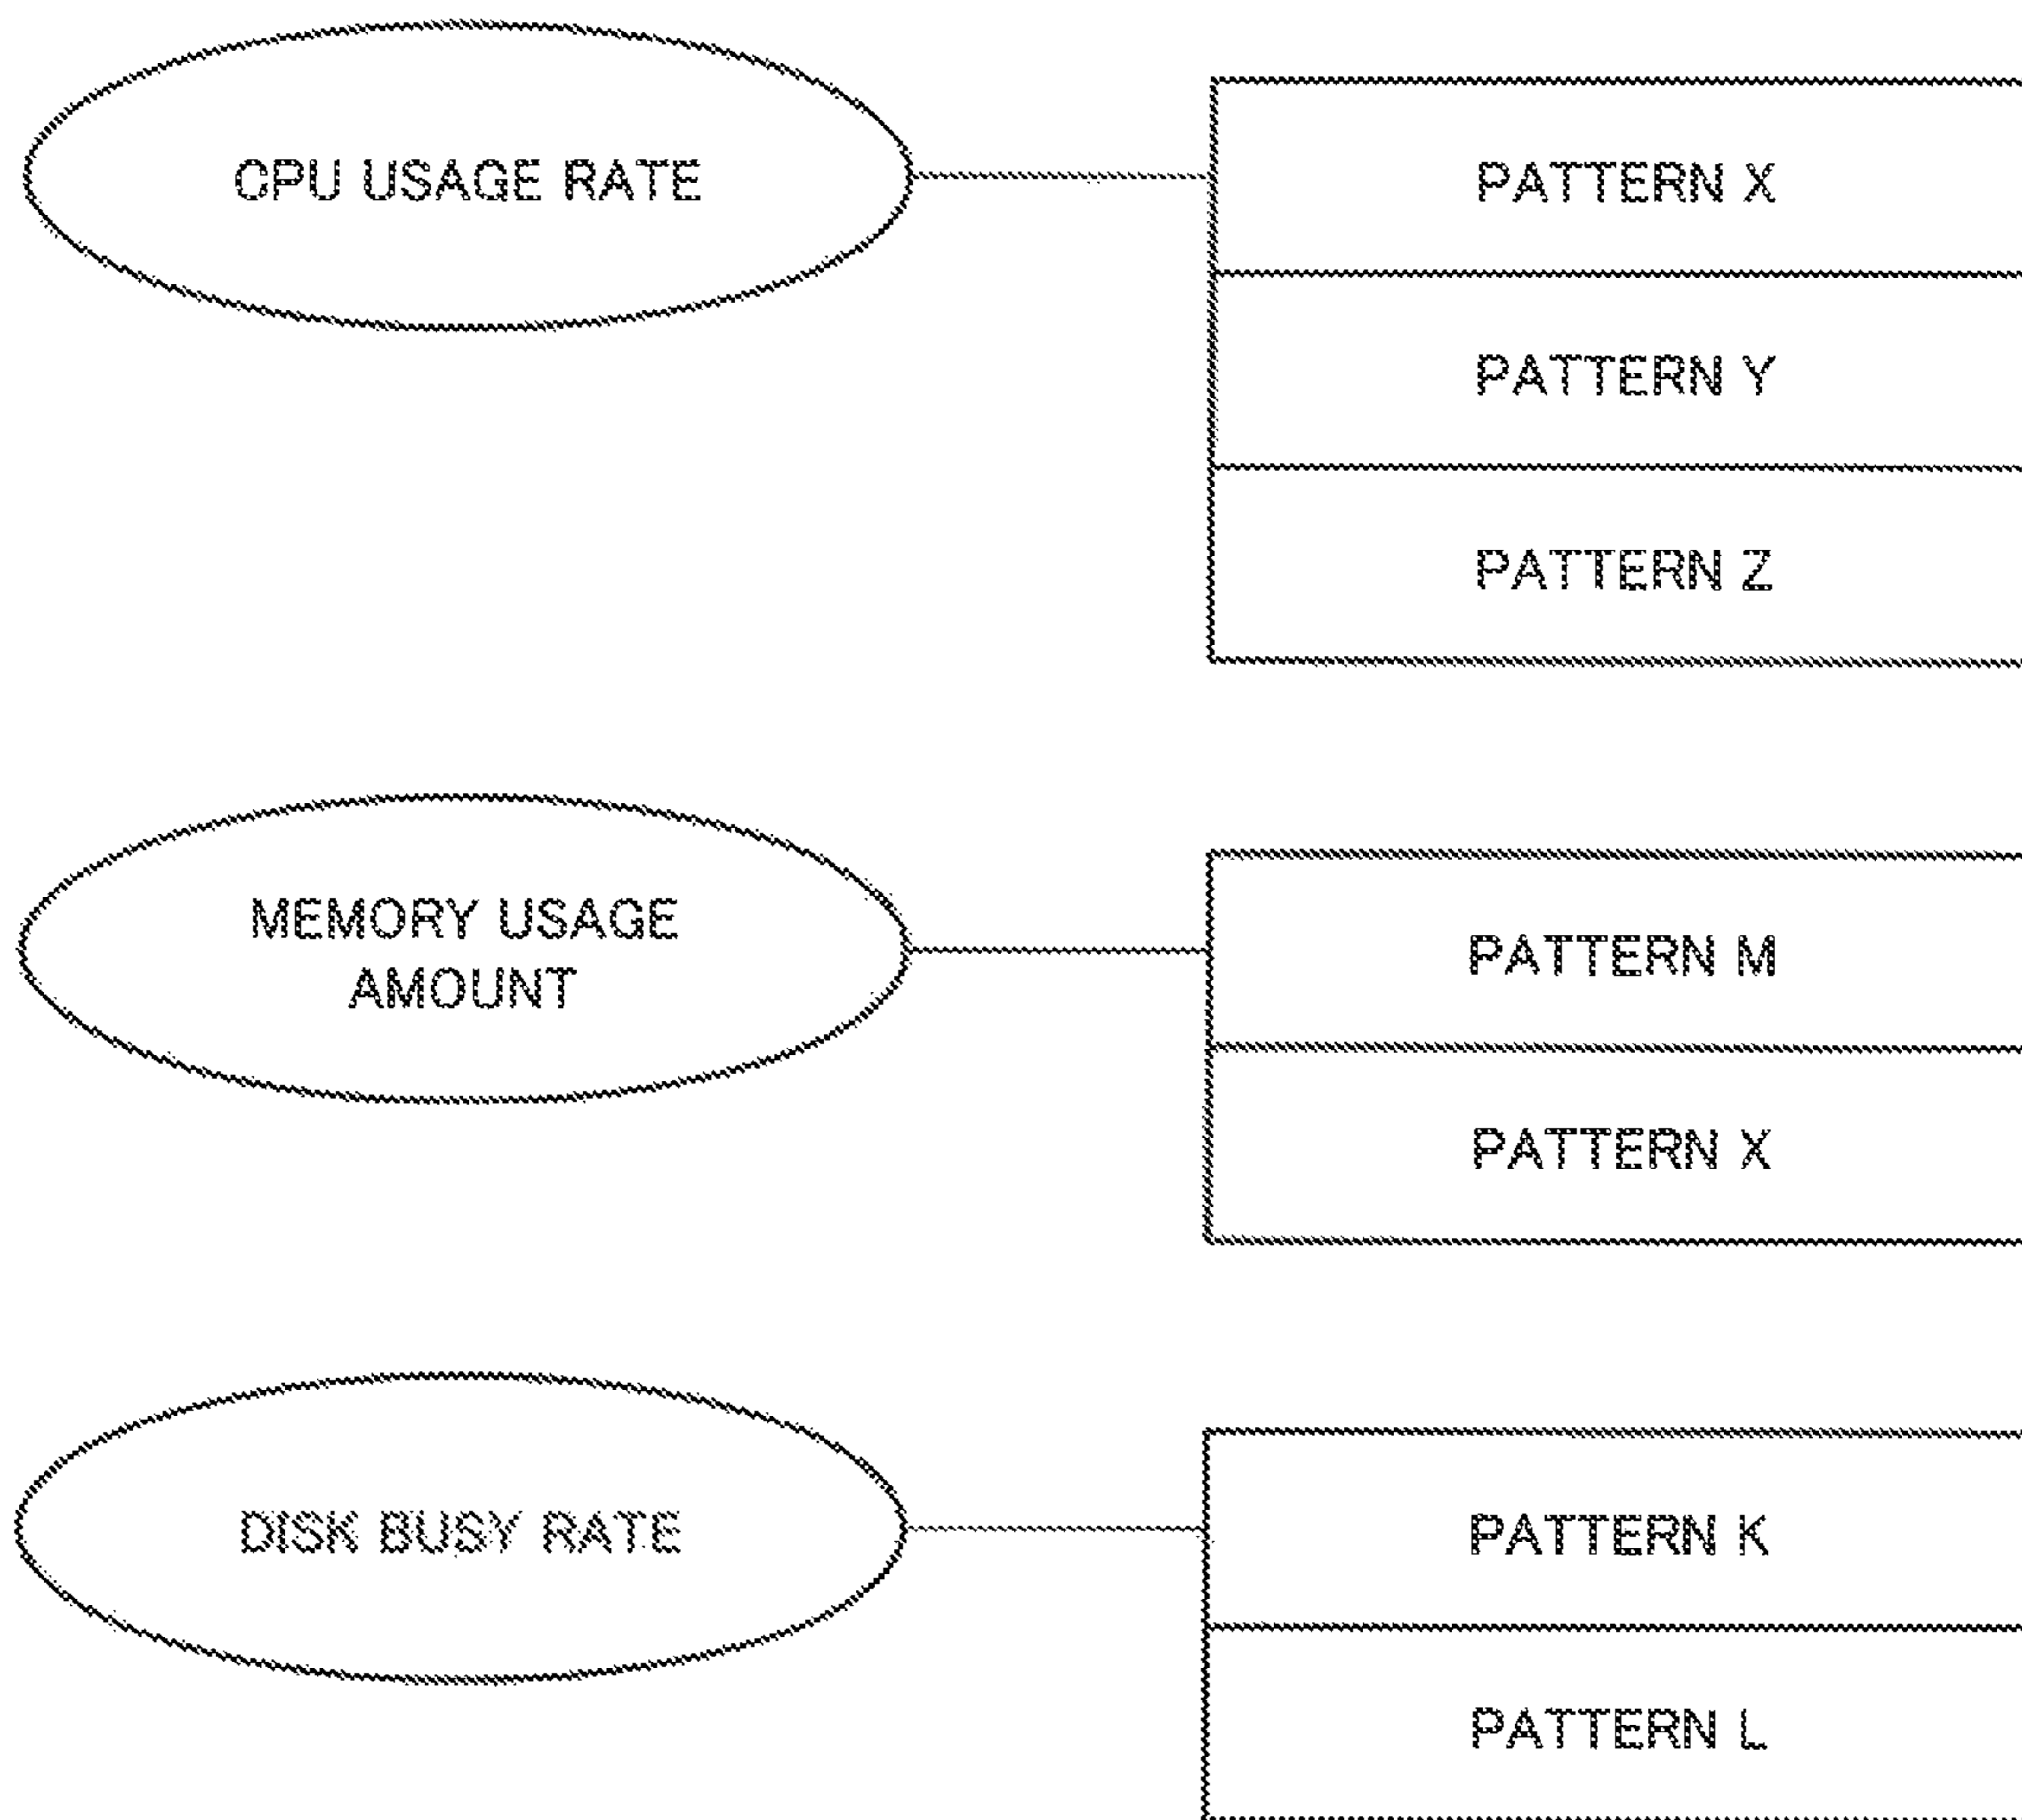 CPU USAGE RATE
PATTERN X
PATTERN Y
PATTERN Z
MEMORY USAGE
AMOUNT
PATTERN M
PATTERN X
DISK BUSY RATE
PATTERN K
PATTERN L